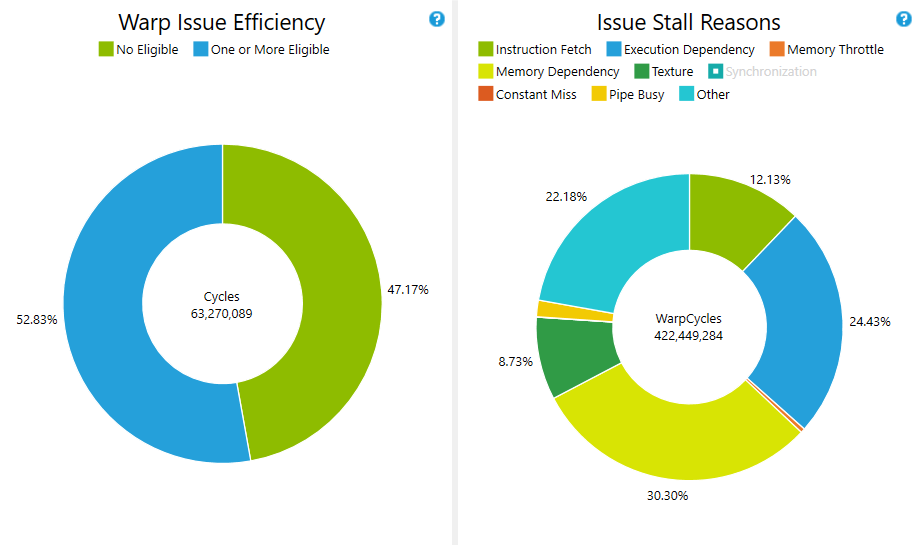 Warp Issue Efficiency
?
No Eligible
One or More Eligible
47.17%
52.83%
Cycles
63,270,089
Issue Stall Reasons
?
Instruction Fetch
Execution Dependency
Memory Throttle
Memory Dependency
Texture
Synchronization
Constant Miss
Pipe Busy
Other
12.13%
22.18%
24.43%
WarpCycles
422,449,284
8.73%
30.30%